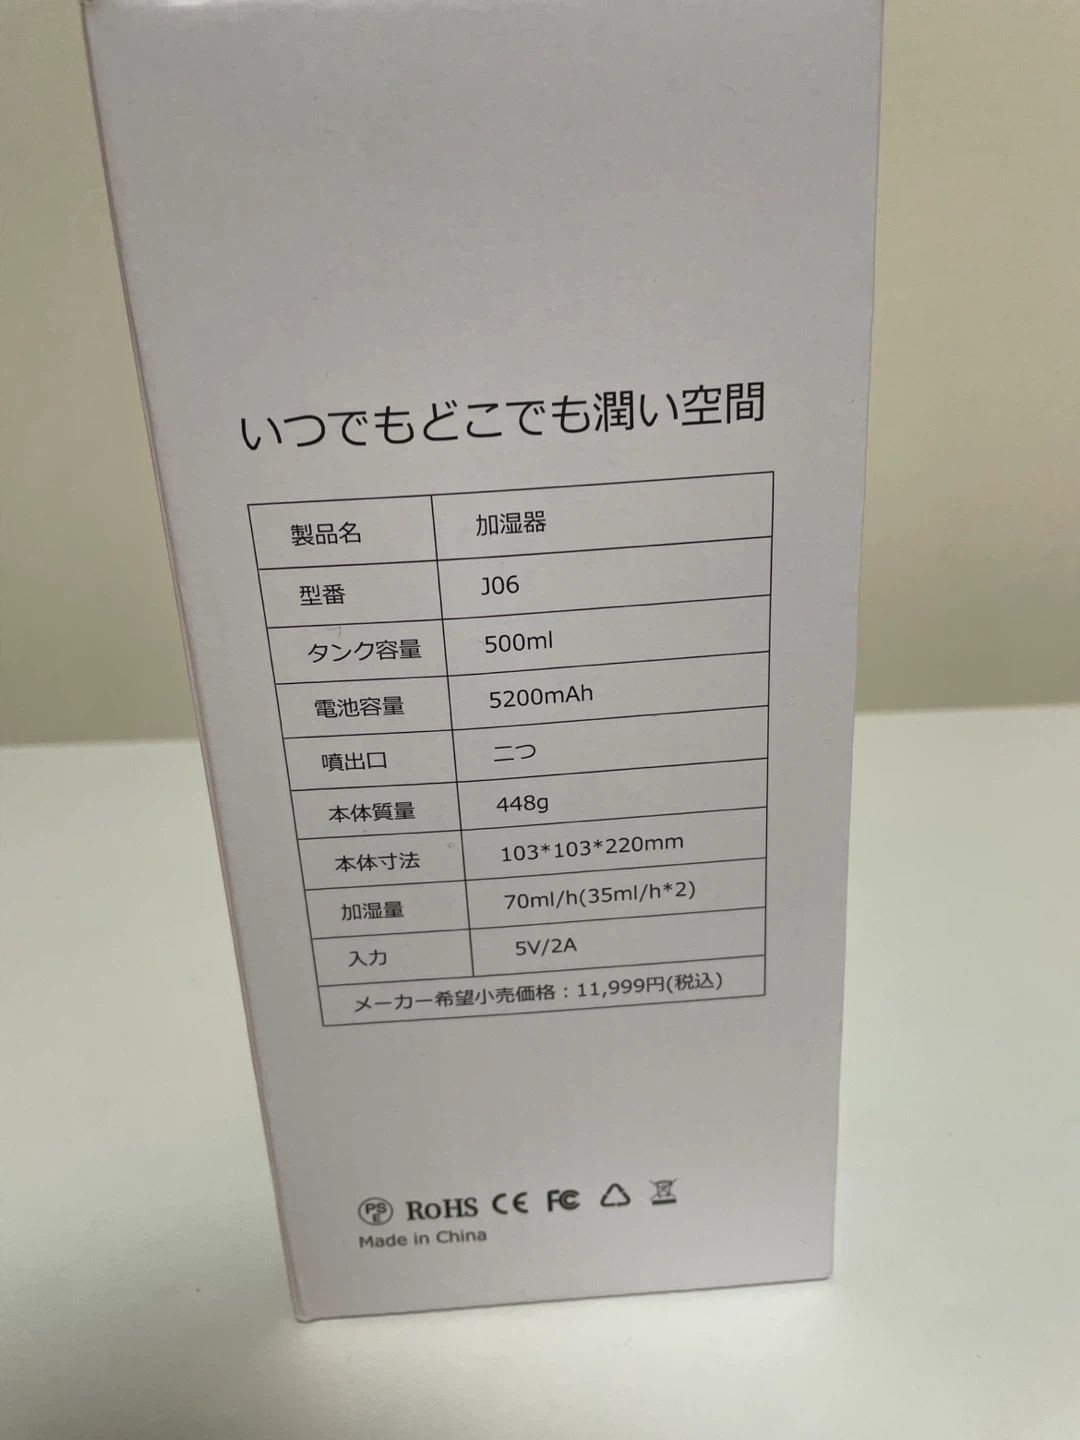 いつでもどこでも潤い空間
製品名 加湿器
型番 J06
タンク容量 500ml
電池容量 5200mAh
噴出口 二つ
本体質量 448g
本体寸法 103*103*220mm
加湿量 70ml/h(35ml/h*2)
入力 5V/2A
メーカー希望小売価格：11,999円(税込)
PSE RoHS CE FC
Made in China